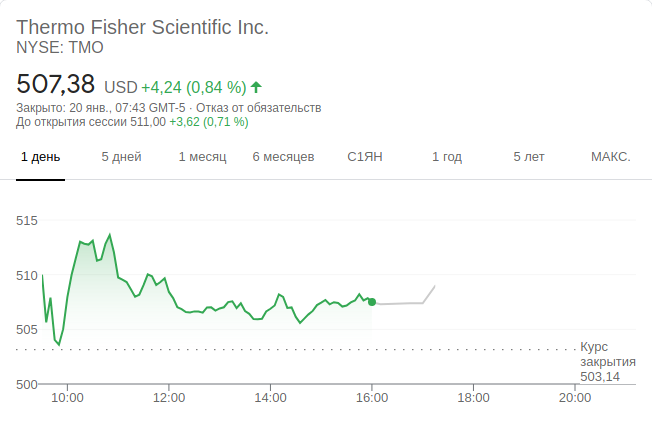 Thermo Fisher Scientific Inc.
NYSE: TMO
507,38 USD +4,24 (0,84 %)
Закрыто: 20 янв., 07:43 GMT-5 · Отказ от обязательств
До открытия сессии 511,00 +3,62 (0,71 %)
1 день 5 дней 1 месяц 6 месяцев С1ЯН 1 год 5 лет МАКС.
515
510
505
Курс
закрытия
503,14
500
10:00 12:00 14:00 16:00 18:00 20:00